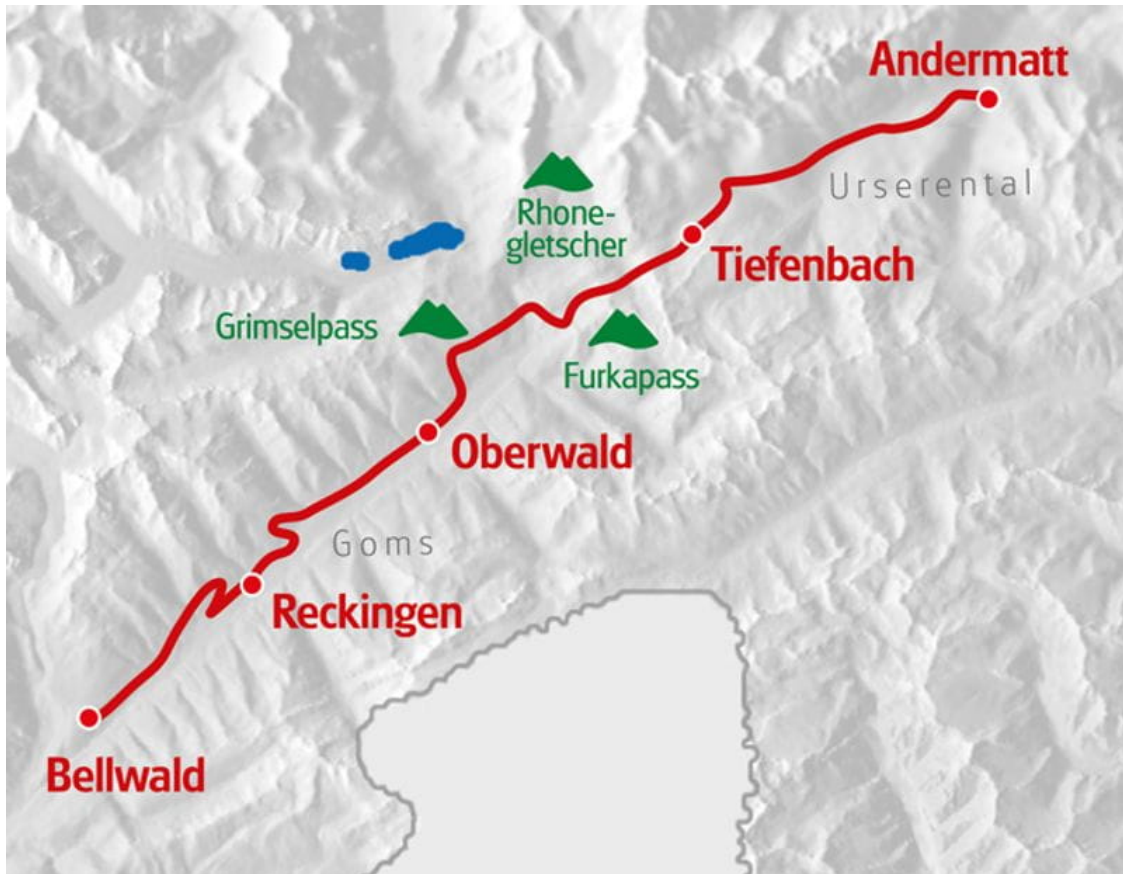 Andermatt
Urserental
Rhone-
gletscher
Tiefenbach
Grimselpass
Furkapass
Oberwald
Goms
Reckingen
Bellwald